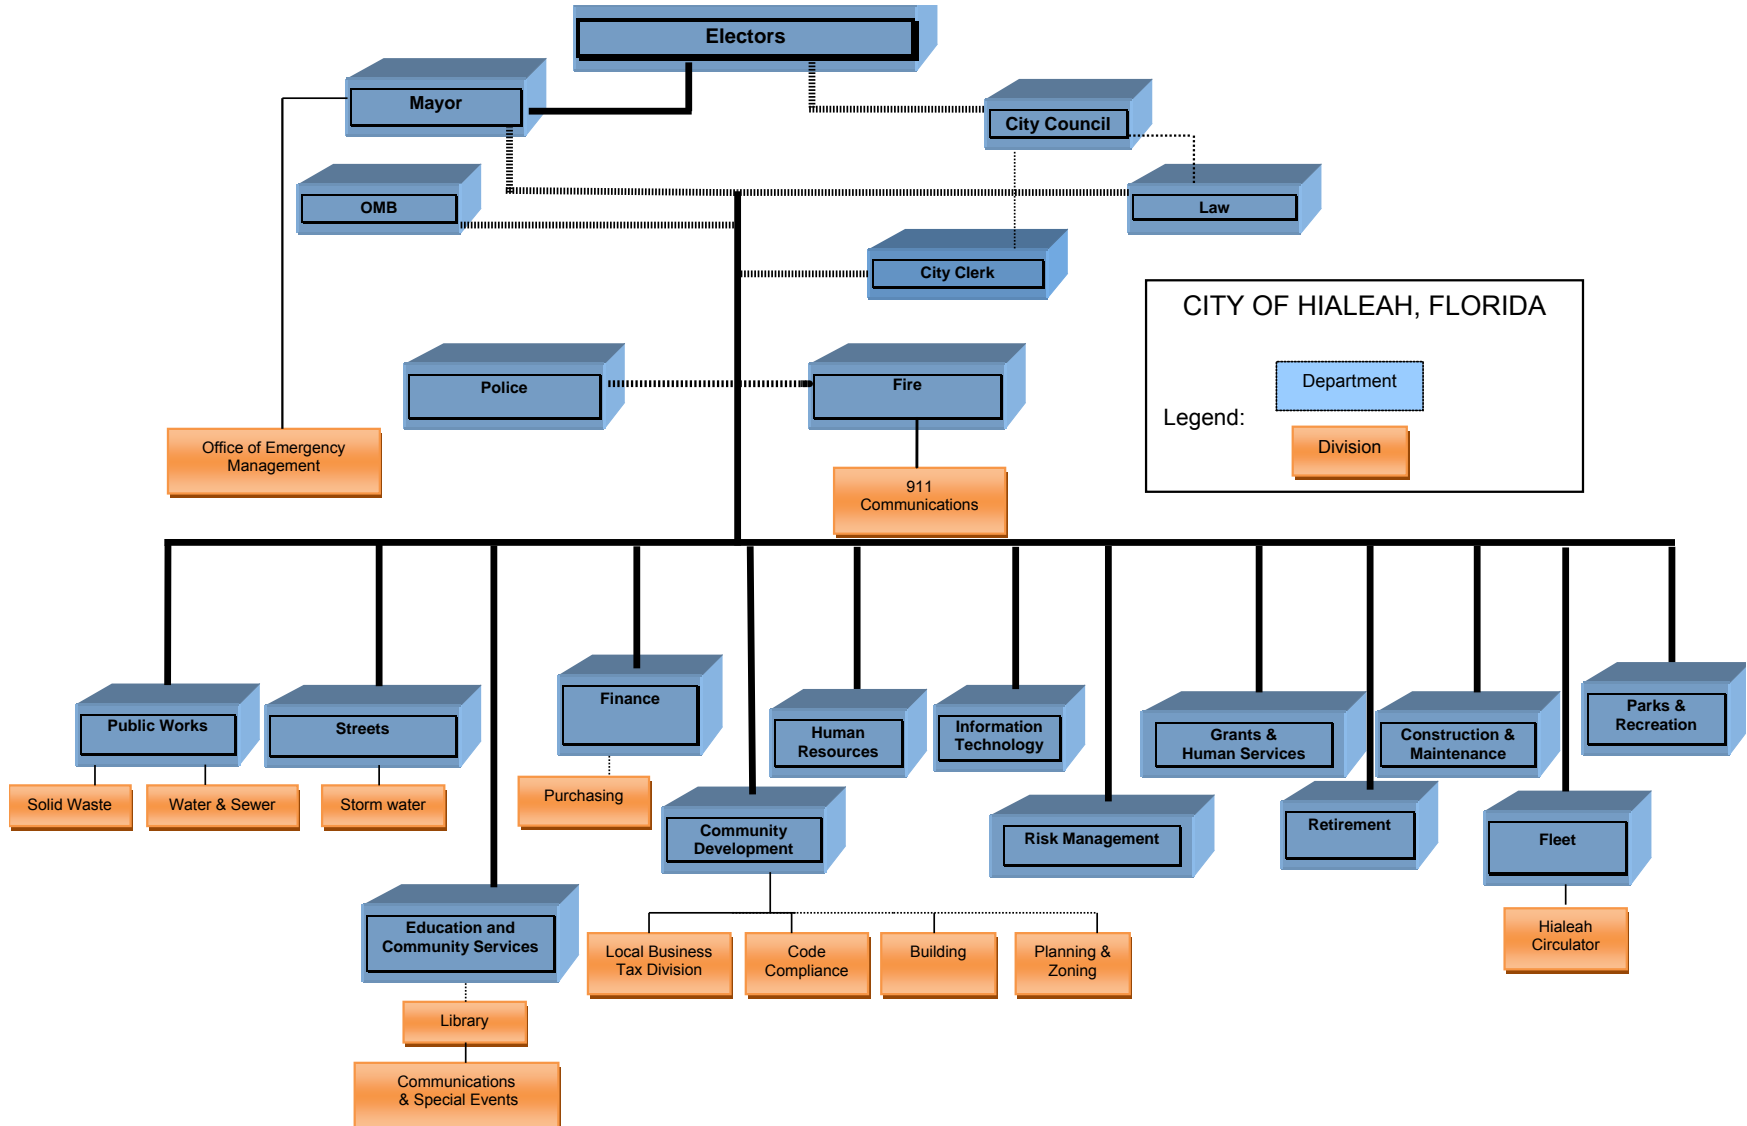 Electors
Mayor
City Council
OMB
Law
City Clerk
CITY OF HIALEAH, FLORIDA
Department
Legend:
Division
Police
Fire
Office of Emergency
Management
911
Communications
Public Works
Streets
Finance
Human
Resources
Information
Technology
Grants &
Human Services
Construction &
Maintenance
Parks &
Recreation
Solid Waste
Water & Sewer
Storm water
Purchasing
Community
Development
Risk Management
Retirement
Fleet
Education and
Community Services
Local Business
Tax Division
Code
Compliance
Building
Planning &
Zoning
Hialeah
Circulator
Library
Communications
& Special Events